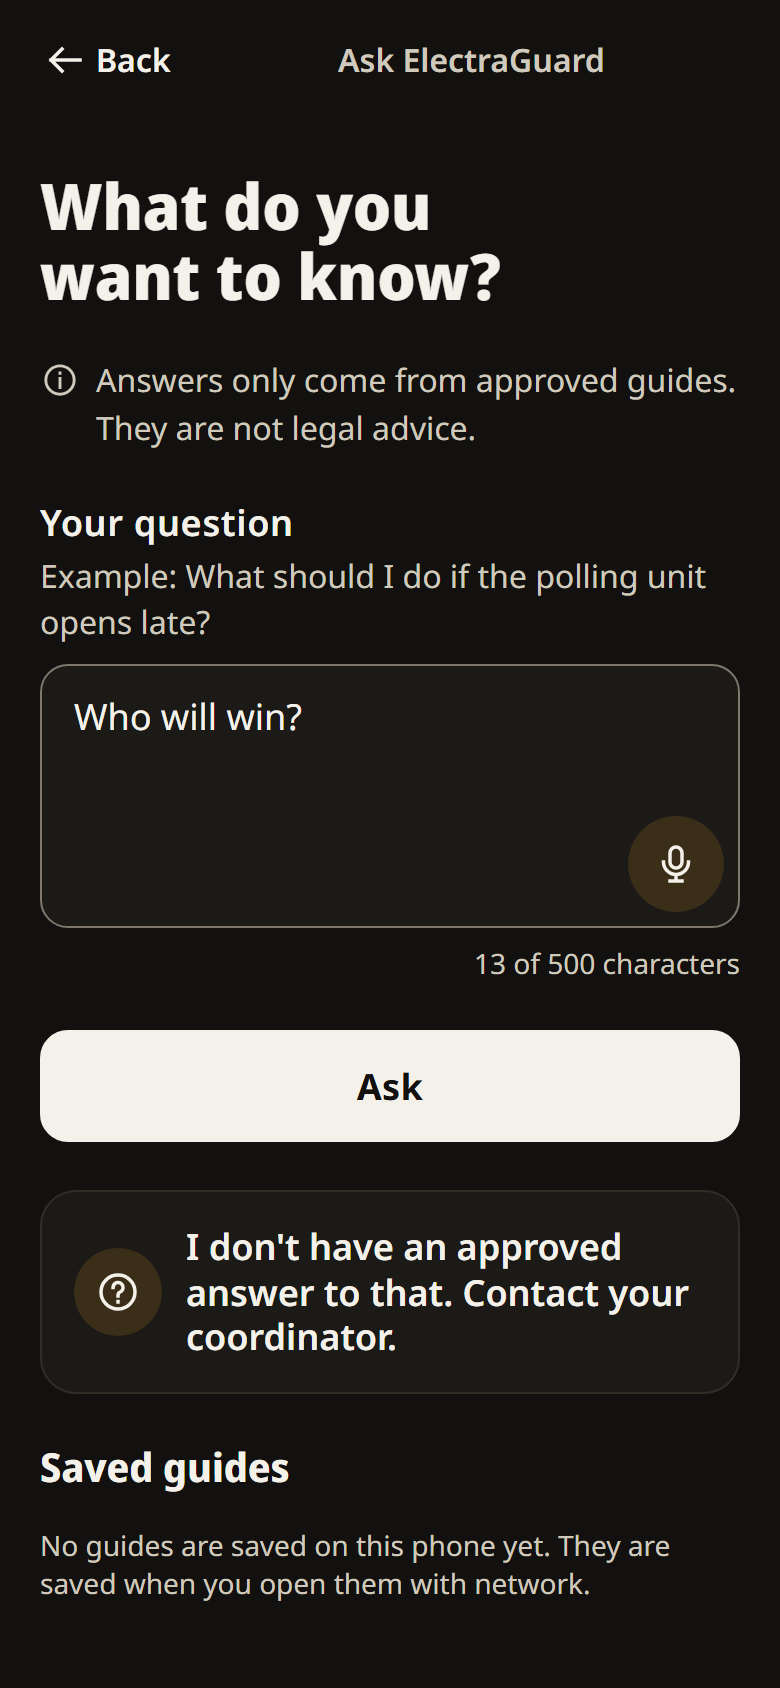 Back
Ask ElectraGuard
What do you
want to know?
Answers only come from approved guides.
They are not legal advice.
Your question
Example: What should I do if the polling unit
opens late?
Who will win?
13 of 500 characters
Ask
I don't have an approved
answer to that. Contact your
coordinator.
Saved guides
No guides are saved on this phone yet. They are
saved when you open them with network.